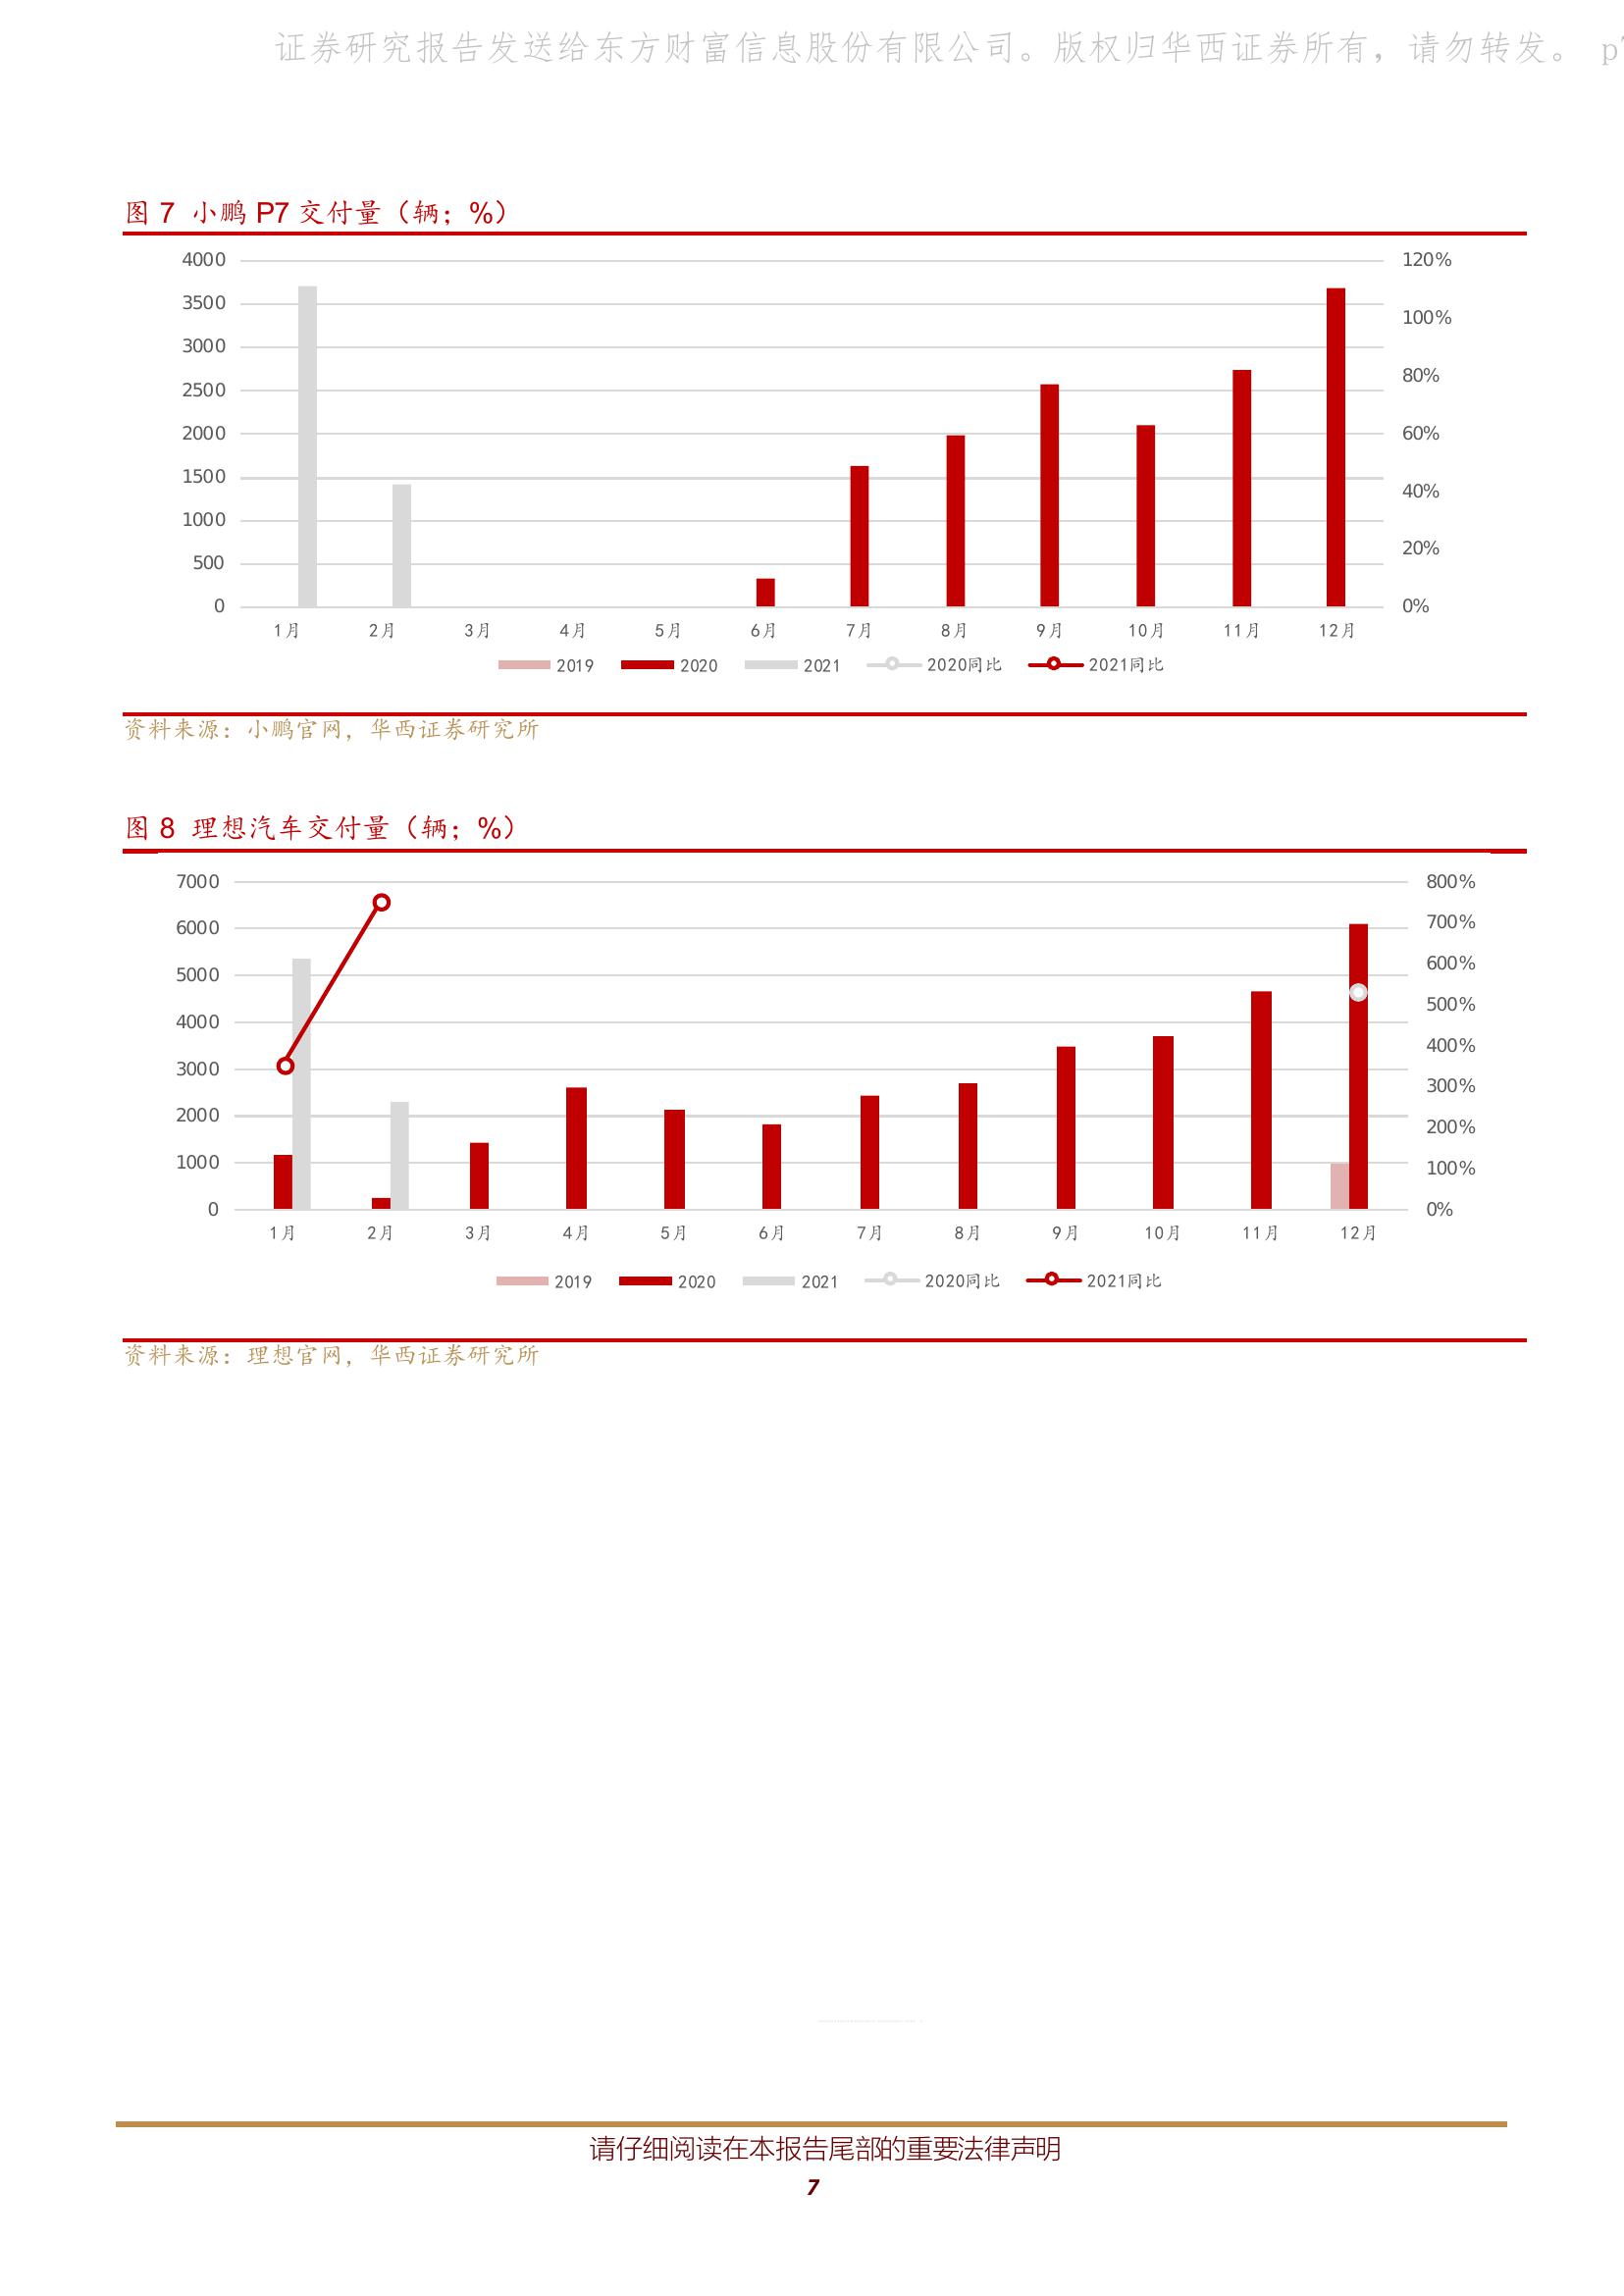 证券研究报告发送给东方财富信息股份有限公司。版权归华西证券所有，请勿转发。 p
图 7 小鹏 P7 交付量（辆；%）
4000 120%
3500
100%
3000
80%
2500
2000 60%
1500
40%
1000
20%
500
0 0%
1月 2月 3月 4月 5月 6月 7月 8月 9月 10月 11月 12月
2019 2020 2021 2020同比 2021同比
资料来源：小鹏官网，华西证券研究所
图 8 理想汽车交付量（辆；%）
7000 800%
6000 700%
5000 600%
500%
4000
400%
3000
300%
2000
200%
1000 100%
0 0%
1月 2月 3月 4月 5月 6月 7月 8月 9月 10月 11月 12月
2019 2020 2021 2020同比 2021同比
资料来源：理想官网，华西证券研究所
请仔细阅读在本报告尾部的重要法律声明
7